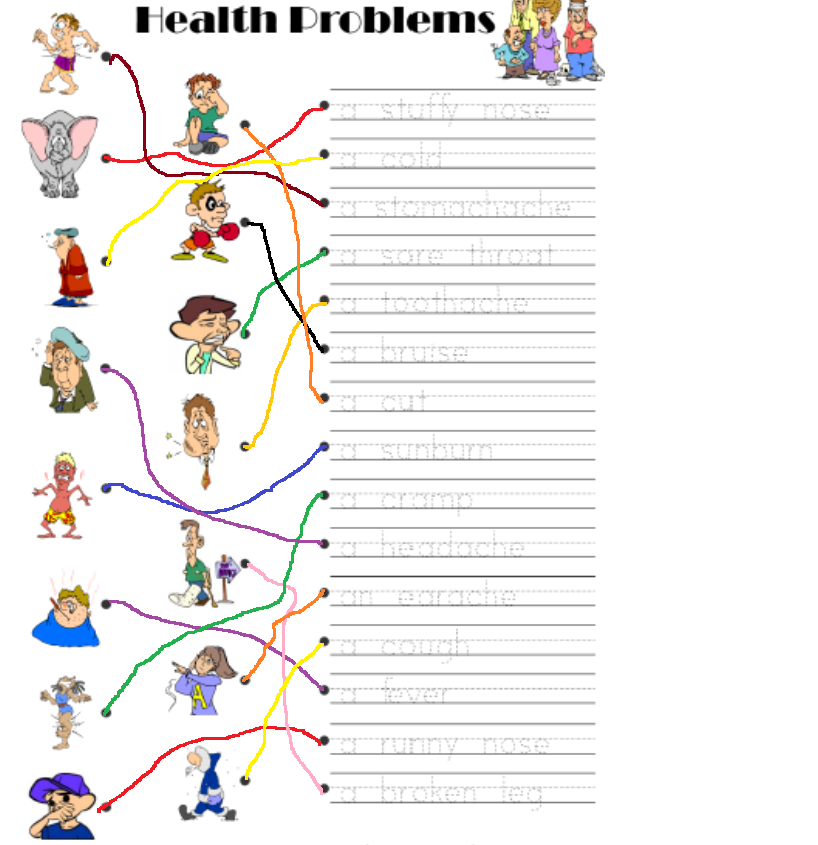 Health Problems
a stuffy nose
a cold
a stomachache
a sore throat
a toothache
a bruise
a cut
a sunburn
a cramp
a headache
an earache
a cough
a fever
a runny nose
a broken leg
A